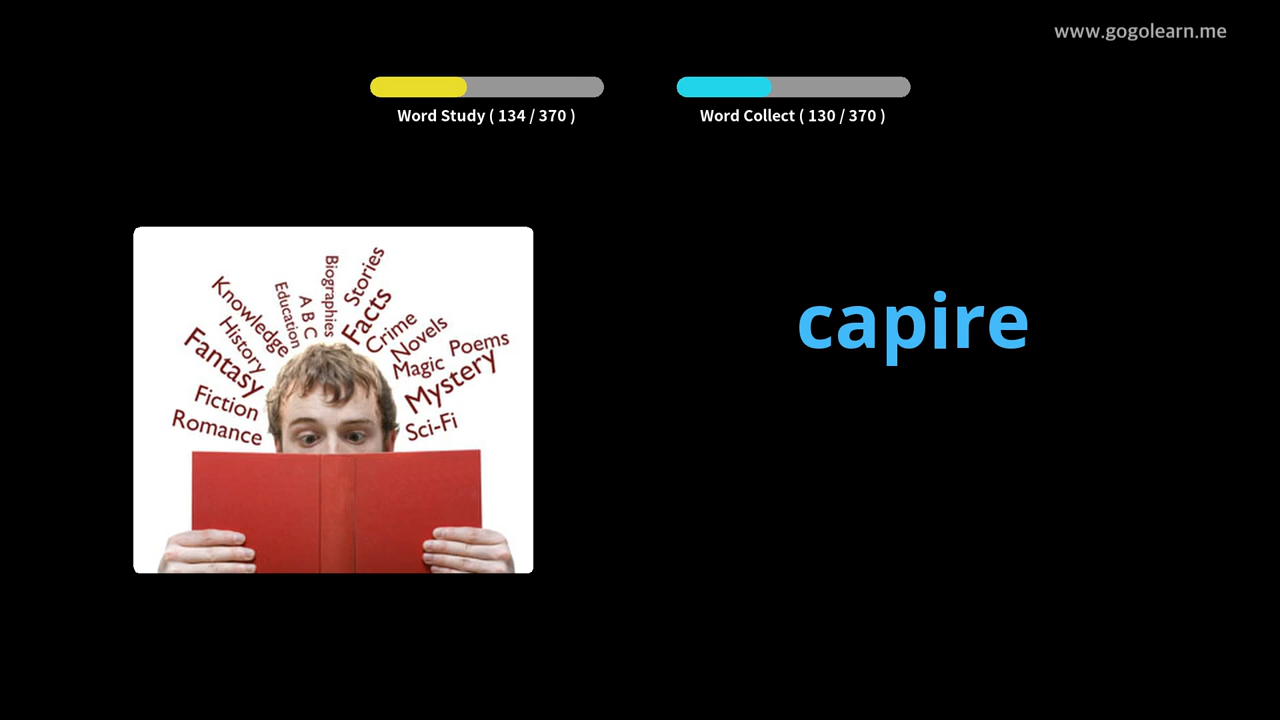 www.gogolearn.me
Word Study ( 134 / 370 )
Word Collect ( 130 / 370 )
capire
Biographies
Stories
Education
A B C
Facts
Knowledge
Crime
History
Novels
Poems
Fantasy
Magic
Mystery
Fiction
Romance
Sci-Fi